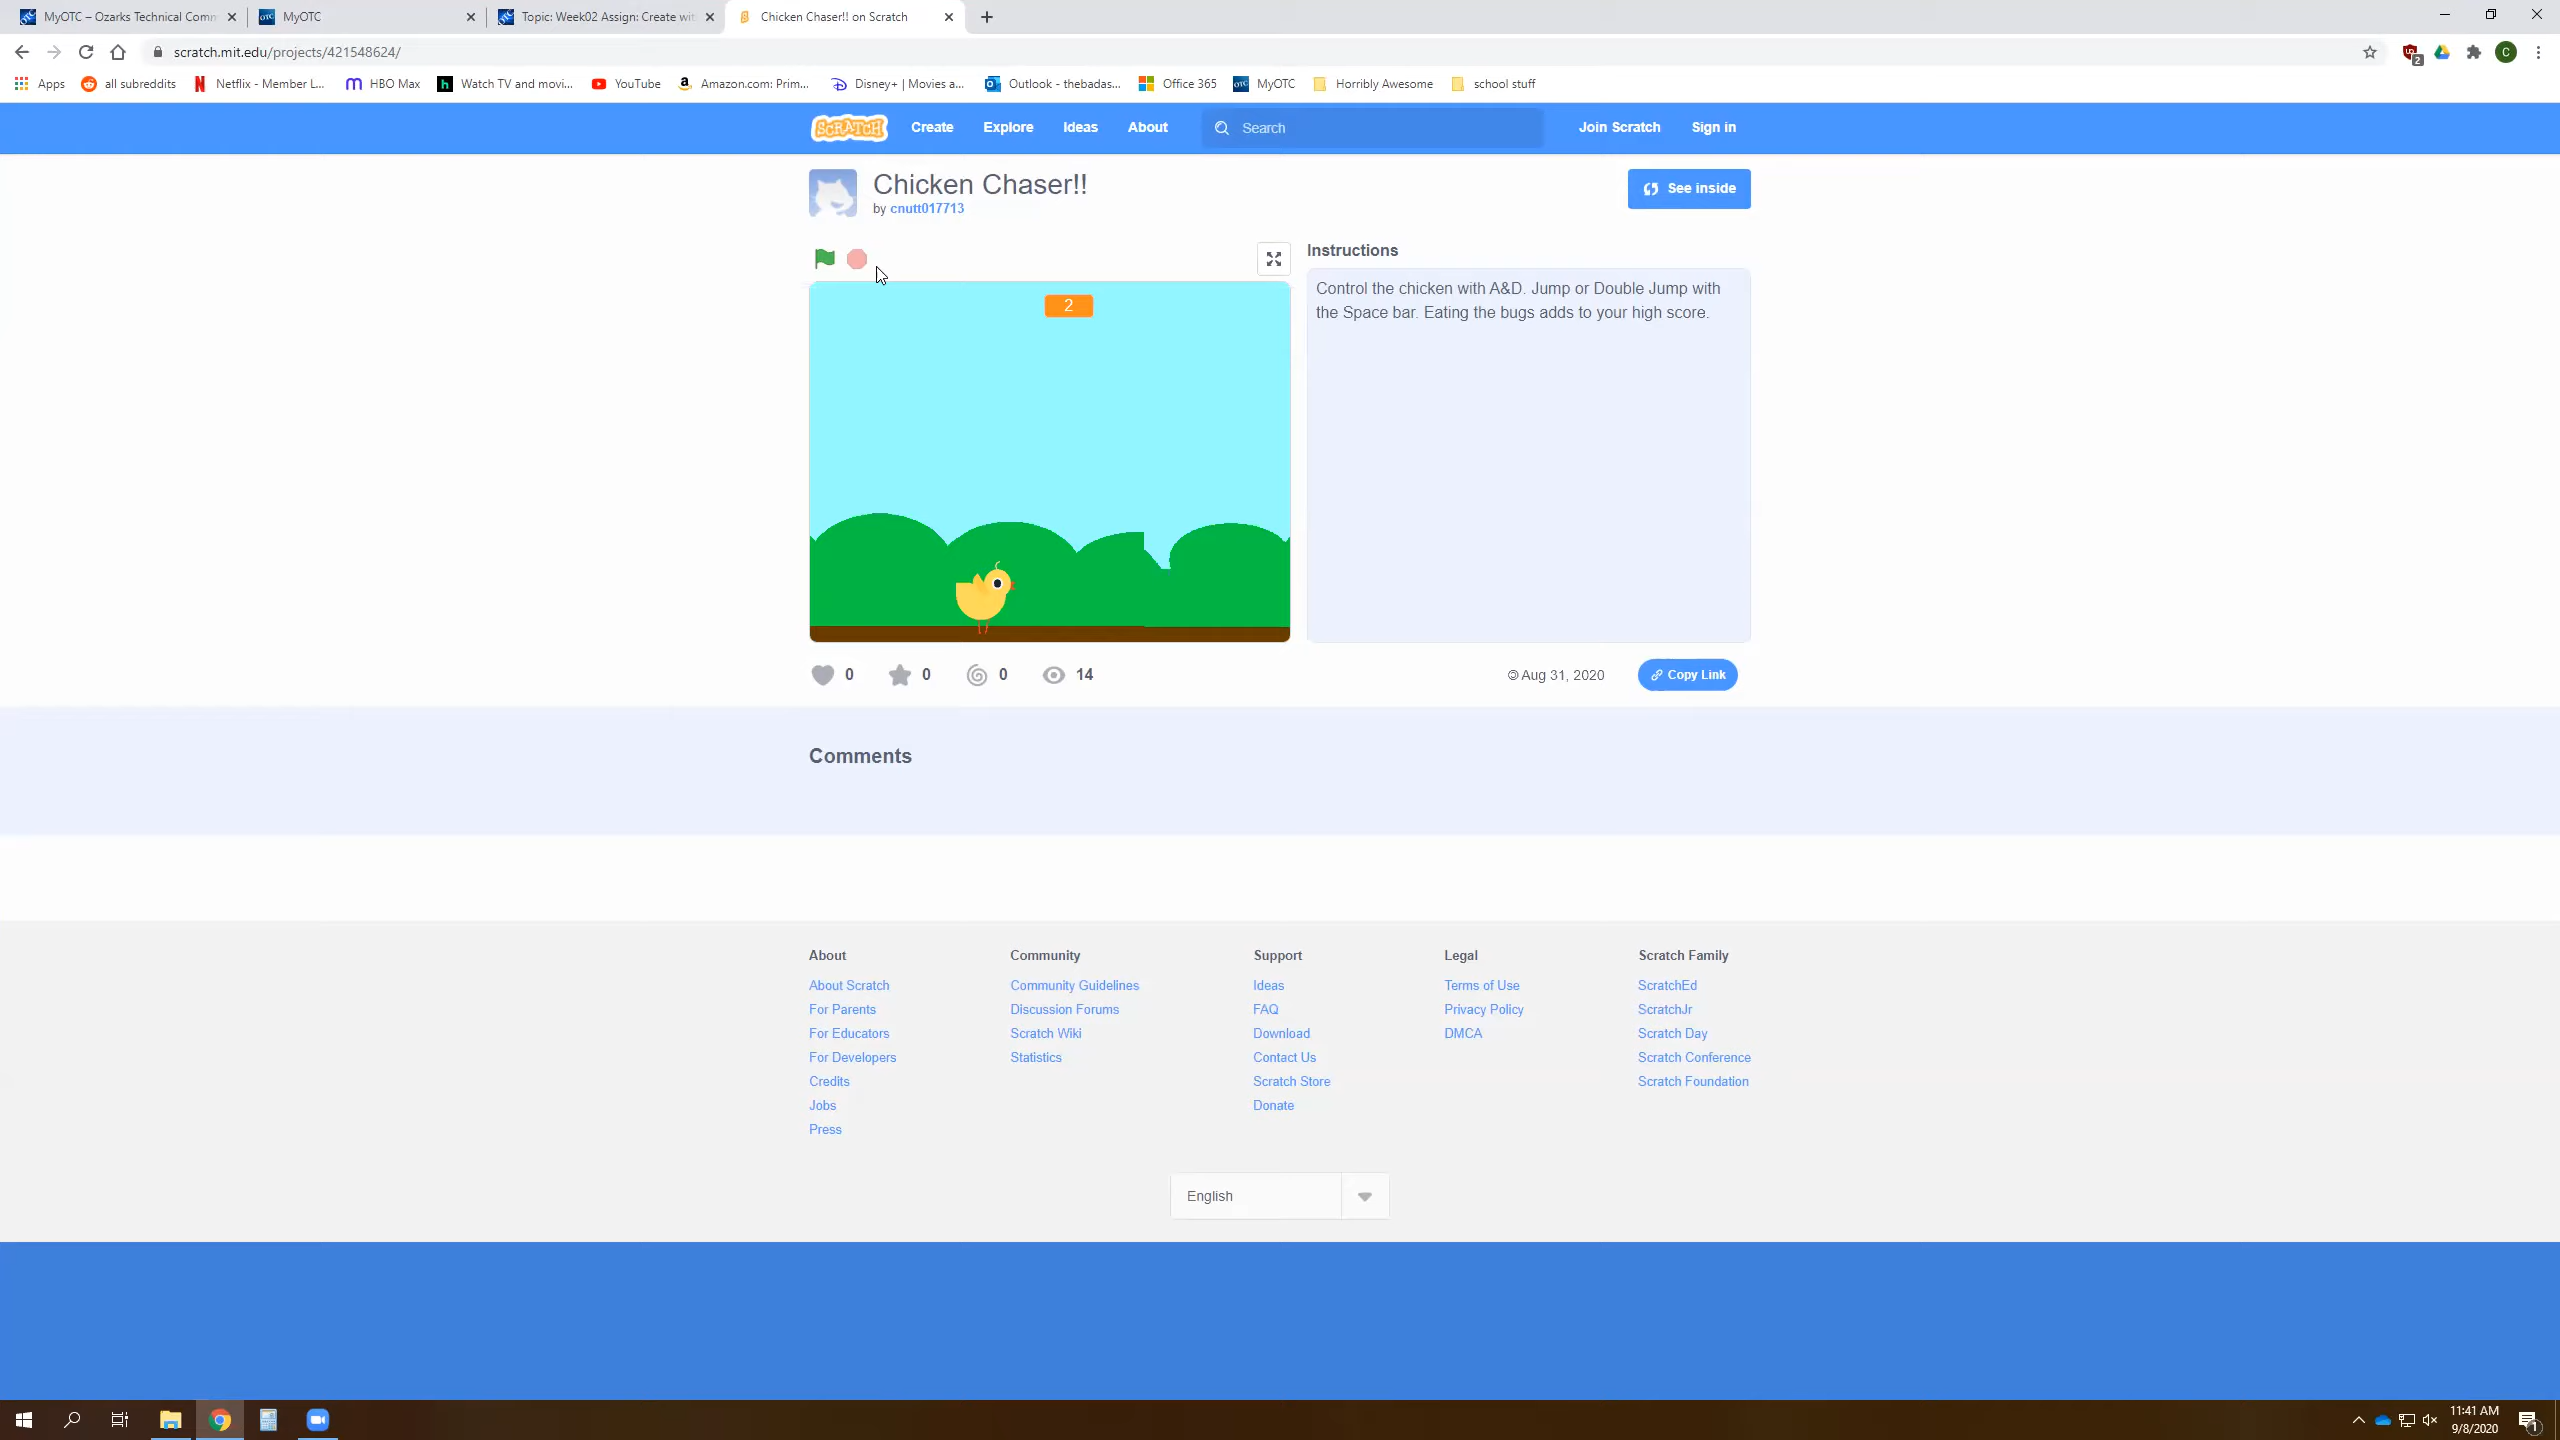 MyOTC – Ozarks Technical Comm
MyOTC
Topic: Week02 Assign: Create wit
Chicken Chaser!! on Scratch
scratch.mit.edu/projects/421548624/
Apps
all subreddits
Netflix - Member L...
HBO Max
Watch TV and movi...
YouTube
Amazon.com: Prim...
Disney+ | Movies a...
Outlook - thebadas...
Office 365
MyOTC
Horribly Awesome
school stuff
SCRATCH Create Explore Ideas About Search Join Scratch Sign in
Chicken Chaser!!
by cnutt017713
See inside
Instructions
Control the chicken with A&D. Jump or Double Jump with
the Space bar. Eating the bugs adds to your high score.
2
0 0 0 14
© Aug 31, 2020
Copy Link
Comments
About
About Scratch
For Parents
For Educators
For Developers
Credits
Jobs
Press
Community
Community Guidelines
Discussion Forums
Scratch Wiki
Statistics
Support
Ideas
FAQ
Download
Contact Us
Scratch Store
Donate
Legal
Terms of Use
Privacy Policy
DMCA
Scratch Family
ScratchEd
ScratchJr
Scratch Day
Scratch Conference
Scratch Foundation
English
11:41 AM
9/8/2020